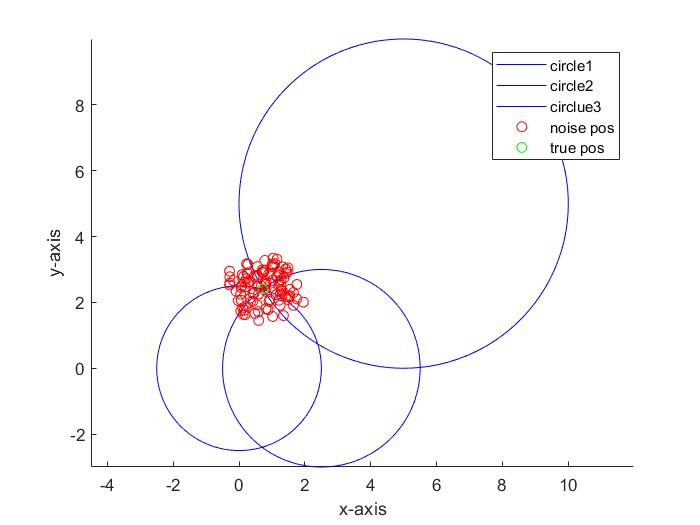 circle1
circle2
circlue3
noise pos
true pos
8
6
4
2
0
-2
y-axis
-4 -2 0 2 4 6 8 10
x-axis